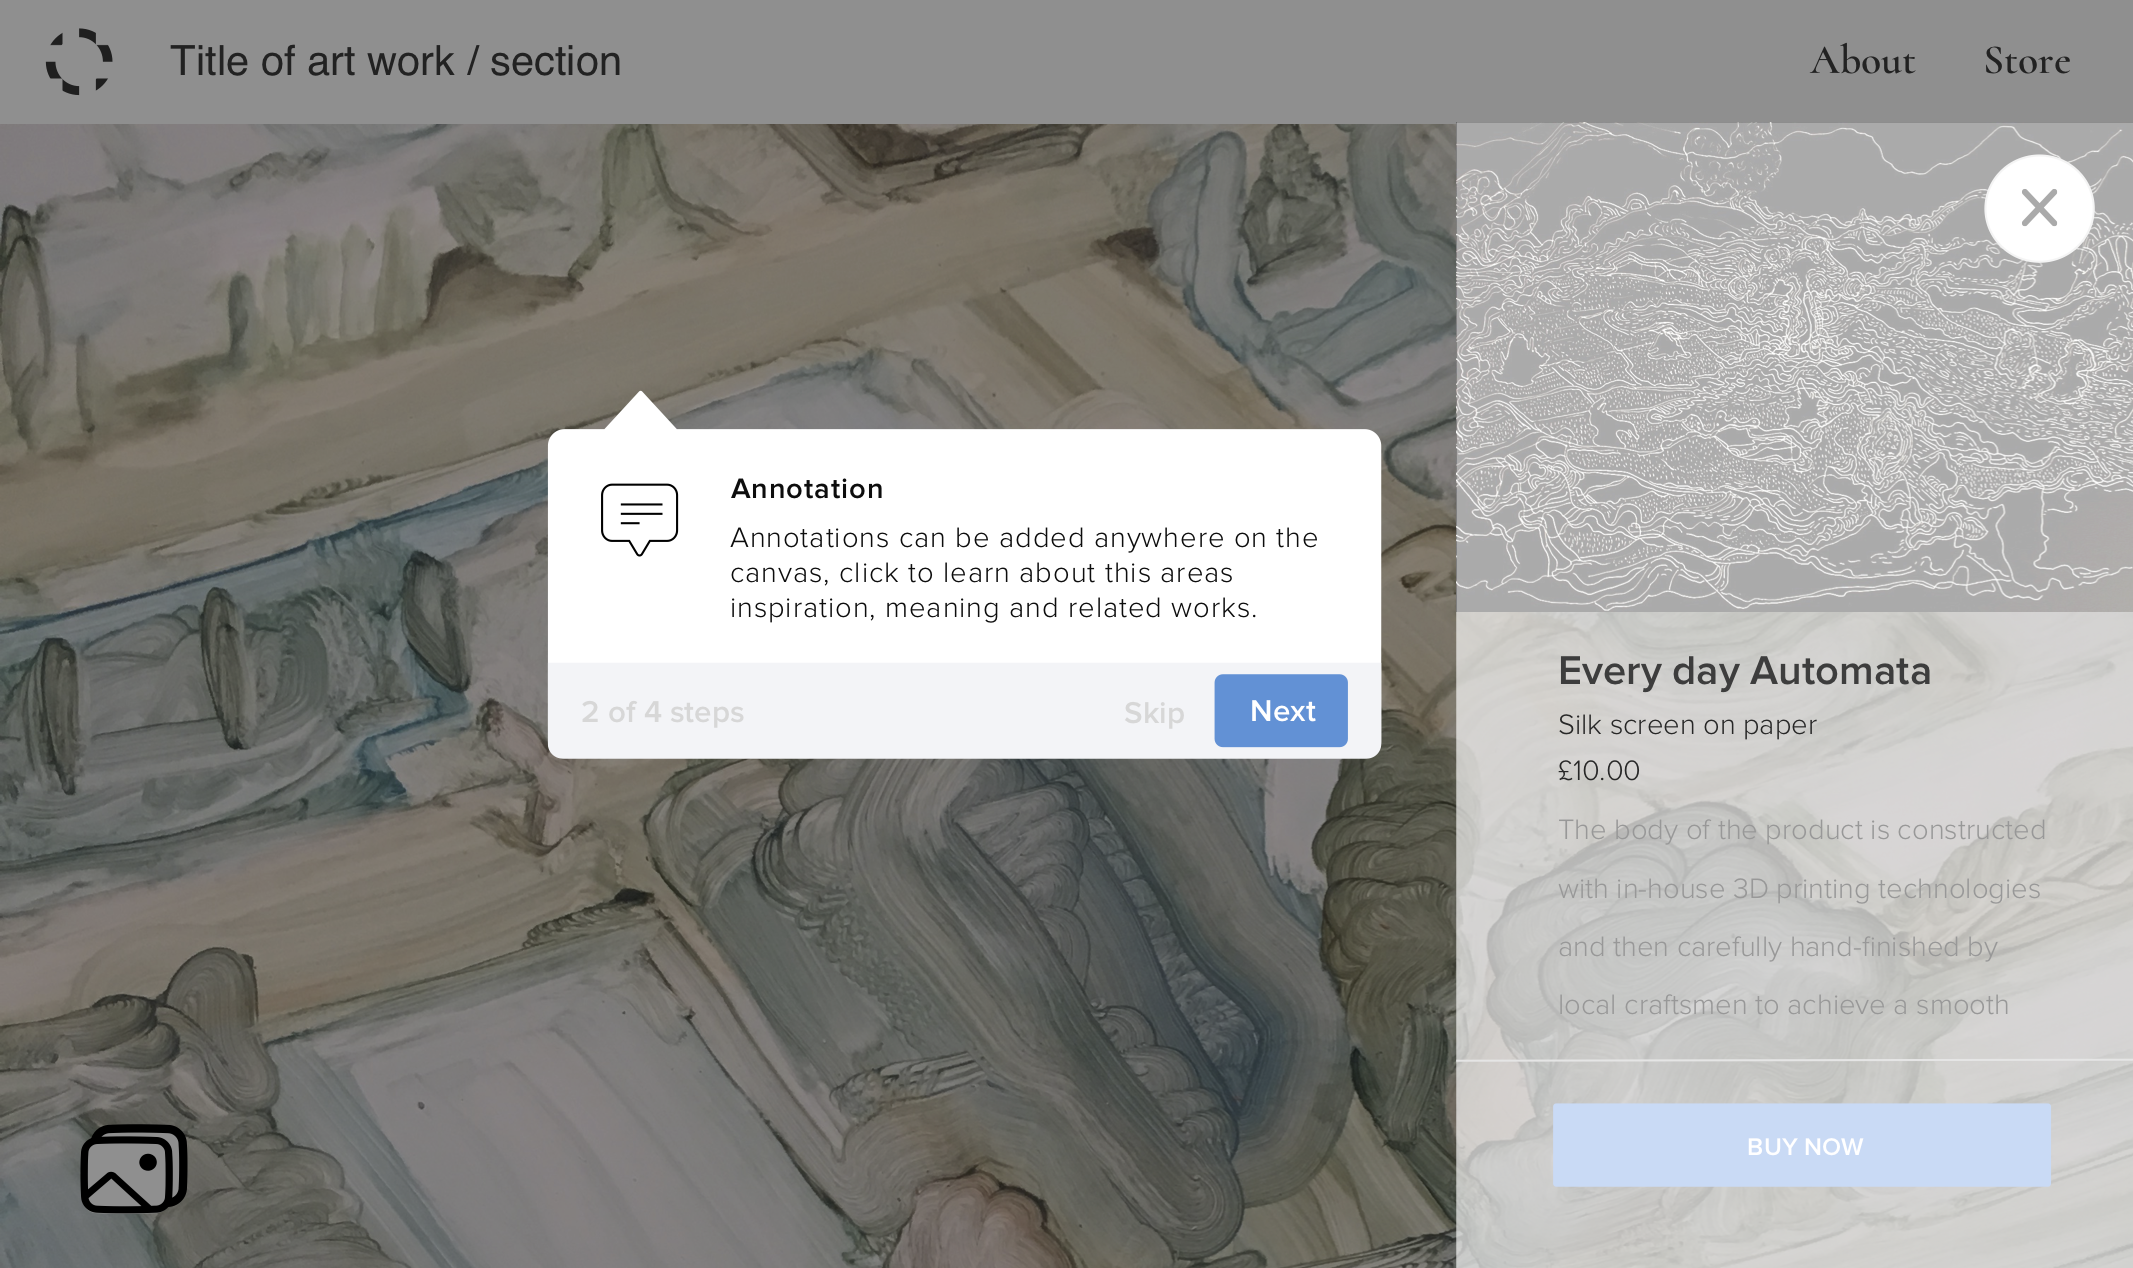 Title of art work / section
About
Store
Annotation
Annotations can be added anywhere on the
canvas, click to learn about this areas
inspiration, meaning and related works.
2 of 4 steps
Skip
Next
Every day Automata
Silk screen on paper
£10.00
The body of the product is constructed
with in-house 3D printing technologies
and then carefully hand-finished by
local craftsmen to achieve a smooth
BUY NOW